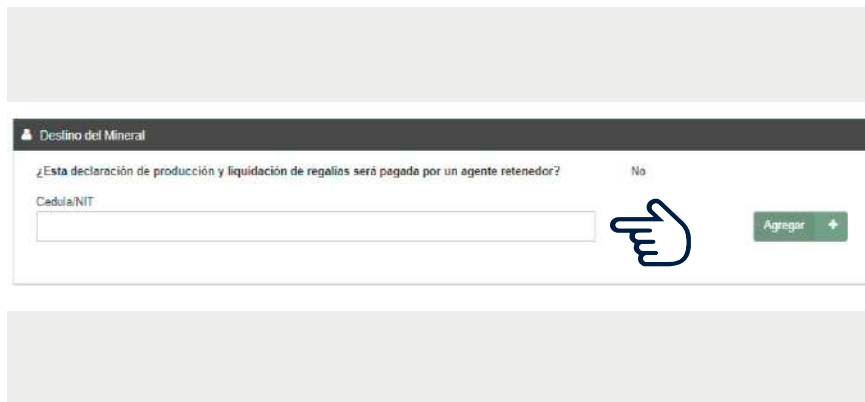 Destino del Mineral
¿Esta declaración de producción y liquidación de regalías será pagada por un agente retenedor? No
Cedula/NIT
Agregar +